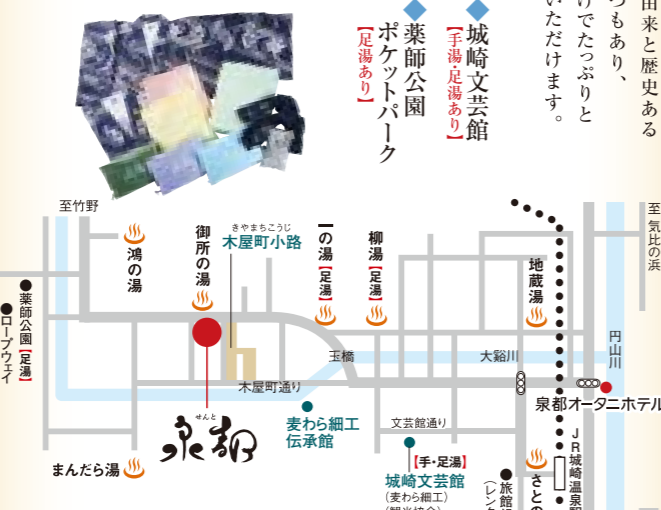 由来と歴史ある
つもあり、
けでたっぷりと
いただけます。
◆城崎文芸館
【手湯・足湯あり】
◆薬師公園
ポケットパーク
【足湯あり】
至竹野
鴻の湯
御所の湯
きやまちこうじ
木屋町小路
一の湯【足湯】
柳湯【足湯】
地蔵湯
至 気比の浜
●薬師公園【足湯】
●ロープウェイ
玉橋
大谿川
円山川
木屋町通り
泉都オータニホテル
せんと
泉都
麦わら細工
伝承館
文芸館通り
【手・足湯】
城崎文芸館
(麦わら細工)
まんだら湯
さとの
JR城崎温泉駅
●旅館
(レンタ